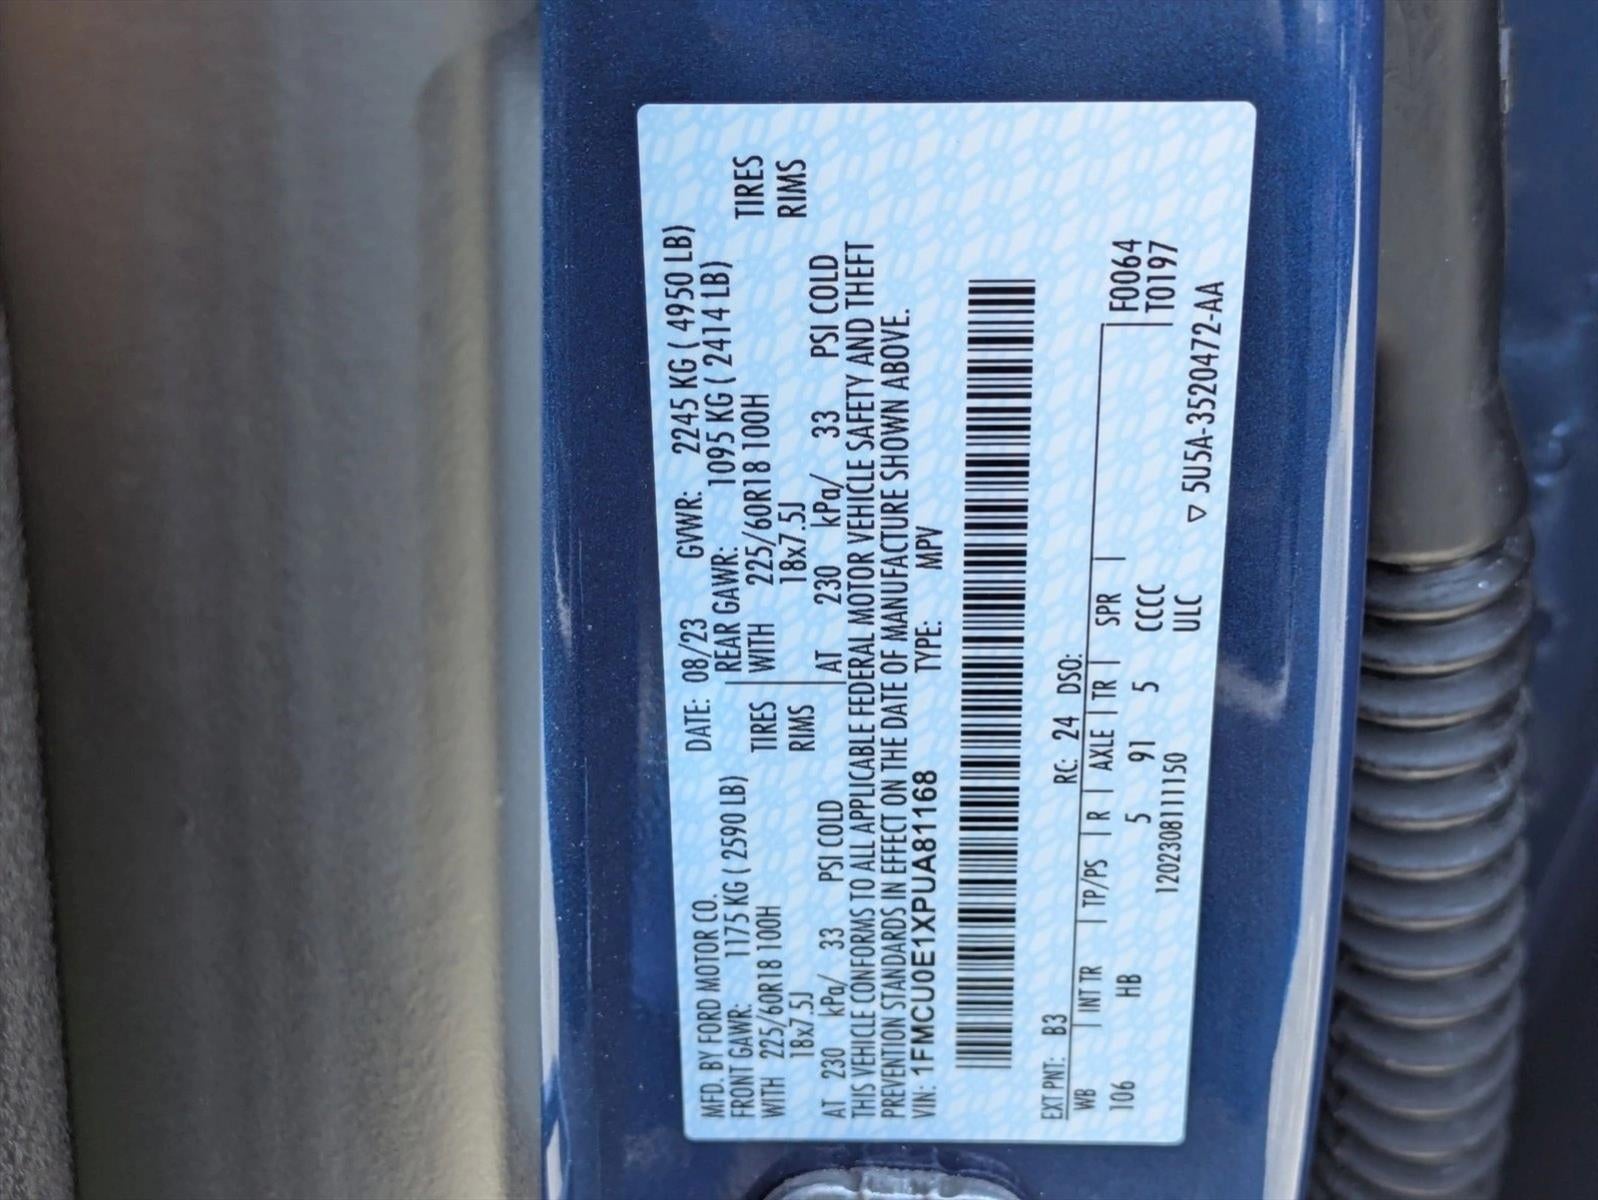 MFD. BY FORD MOTOR CO. DATE: 08/23 GVWR: 2245 KG ( 4950 LB)
FRONT GAWR: 1175 KG ( 2590 LB) REAR GAWR: 1095 KG ( 2414 LB)
WITH 225/60R18 100H TIRES WITH 225/60R18 100H TIRES
18x7.5J RIMS 18x7.5J RIMS
AT 230 kPa/ 33 PSI COLD AT 230 kPa/ 33 PSI COLD
THIS VEHICLE CONFORMS TO ALL APPLICABLE FEDERAL MOTOR VEHICLE SAFETY AND THEFT
PREVENTION STANDARDS IN EFFECT ON THE DATE OF MANUFACTURE SHOWN ABOVE.
VIN: 1FMCU0E1XPUA81168 TYPE: MPV
EXT PNT: B3 RC: 24 DSO:
WB | INT TR | TP/PS | R | AXLE | TR | SPR | F0064
106 HB 5 91 5 CCCC T0197
1202308111150 ULC
▽ 5U5A-3520472-AA